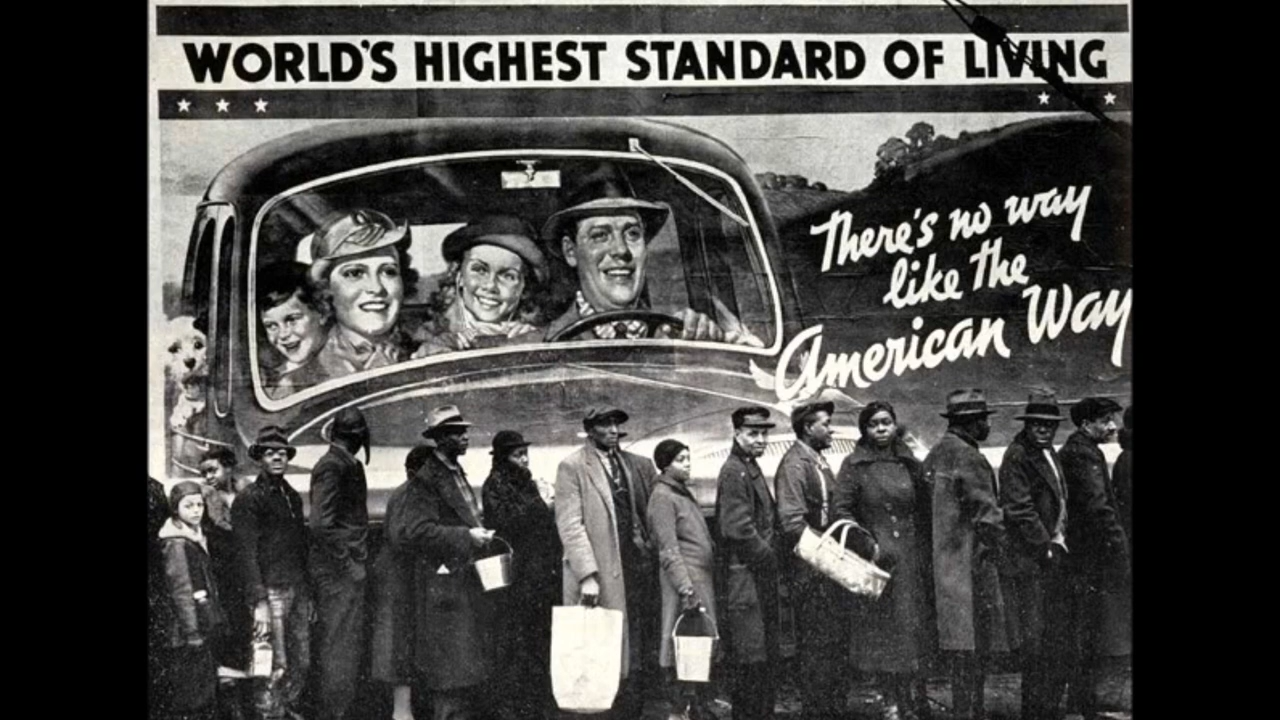 WORLD'S HIGHEST STANDARD OF LIVING
There's no way
like the
American Way